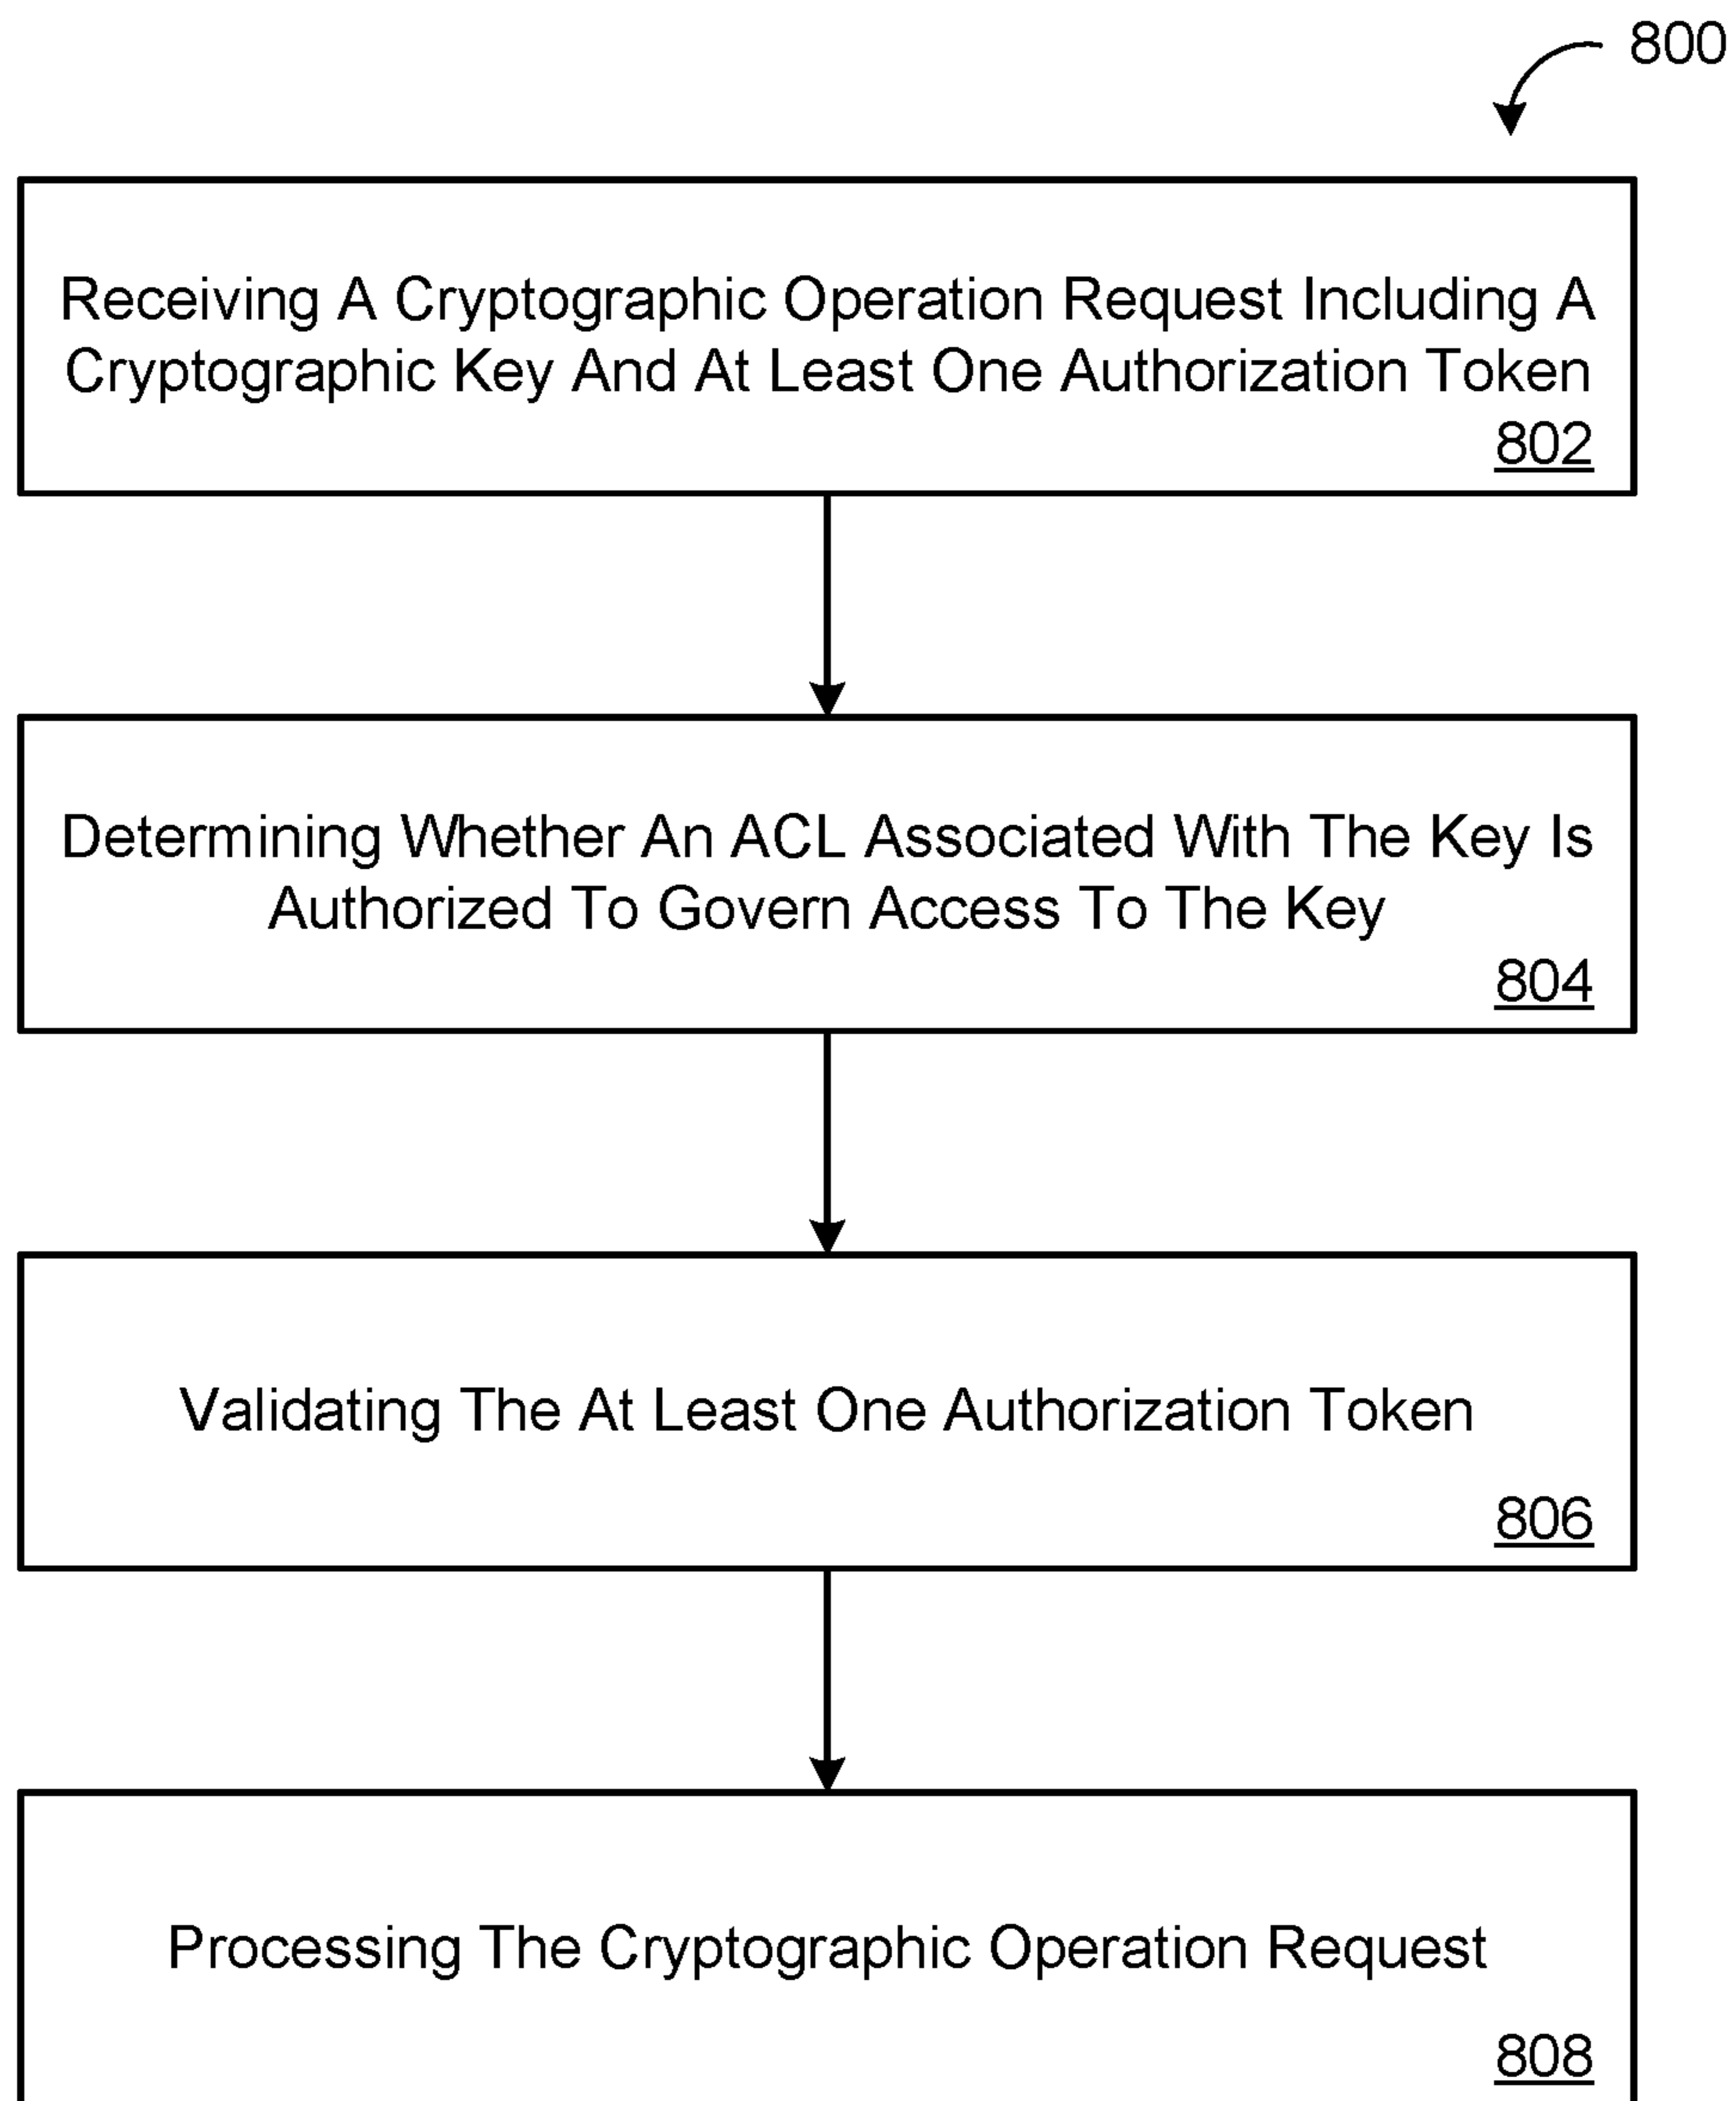 800
Receiving A Cryptographic Operation Request Including A
Cryptographic Key And At Least One Authorization Token
802
Determining Whether An ACL Associated With The Key Is
Authorized To Govern Access To The Key
804
Validating The At Least One Authorization Token
806
Processing The Cryptographic Operation Request
808